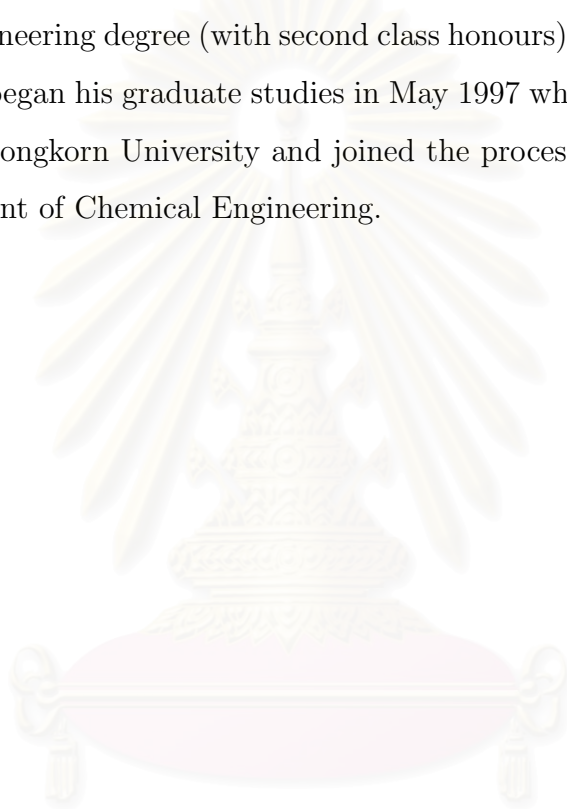 neering degree (with second class honours)
began his graduate studies in May 1997 wh
ongkorn University and joined the proces
nt of Chemical Engineering.